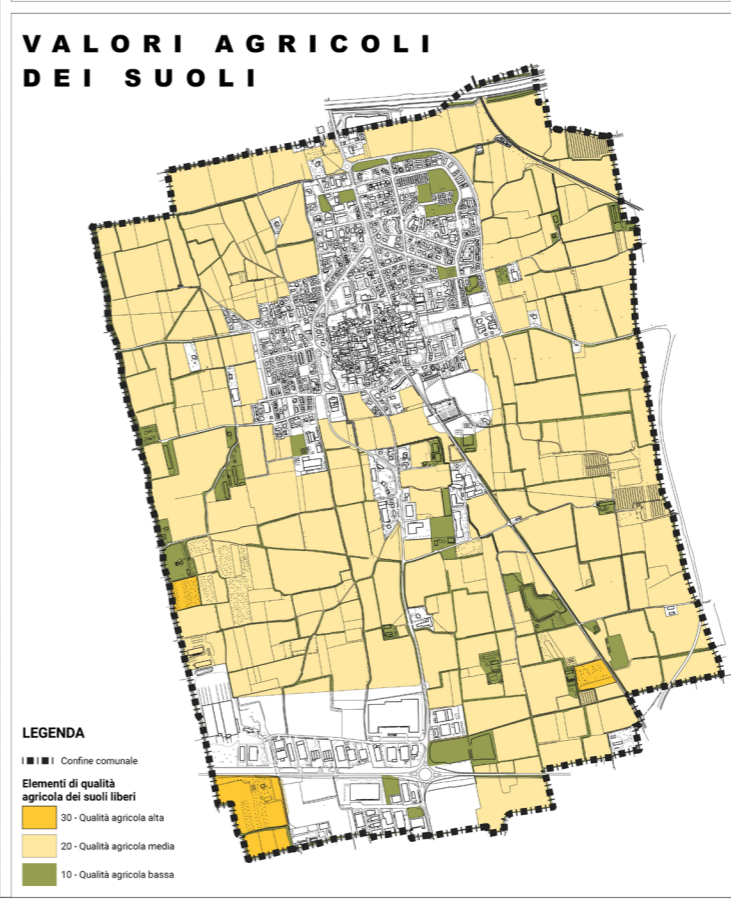 VALORI AGRICOLI
DEI SUOLI
LEGENDA
Confine comunale
Elementi di qualità
agricola dei suoli liberi
30 - Qualità agricola alta
20 - Qualità agricola media
10 - Qualità agricola bassa